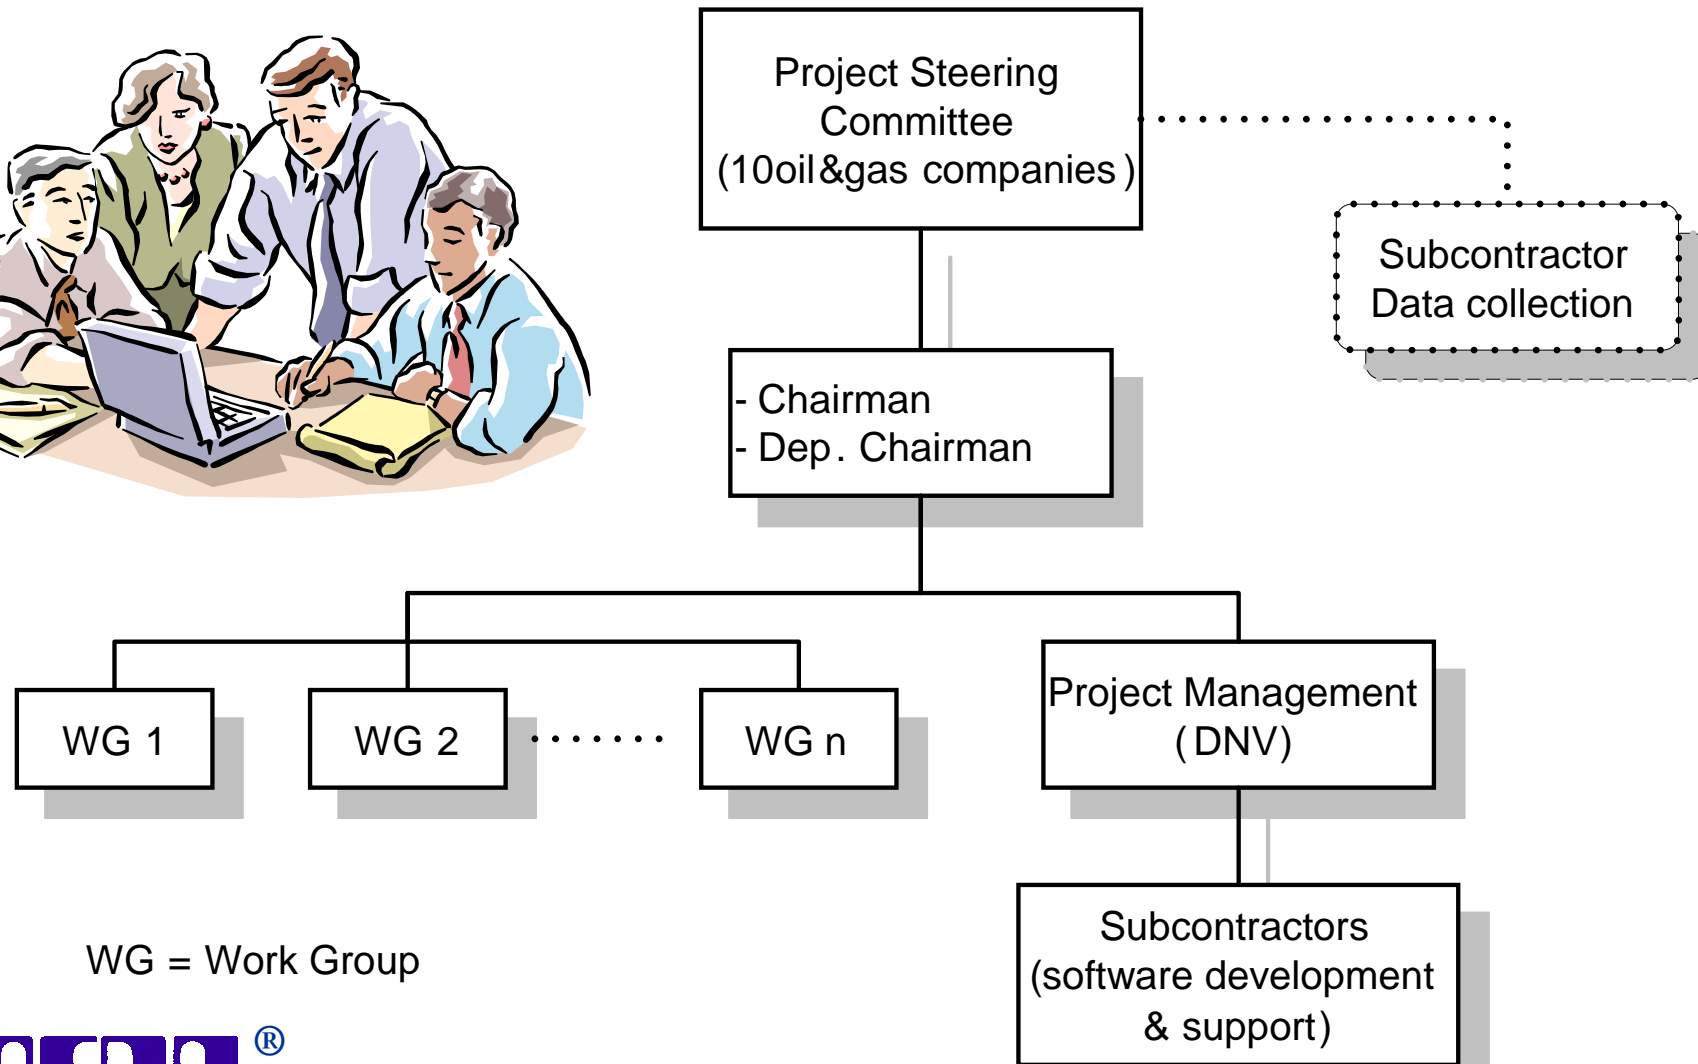 Project Steering
Committee
(10oil&gas companies)
Subcontractor
Data collection
- Chairman
- Dep. Chairman
WG 1
WG 2
WG n
Project Management
(DNV)
Subcontractors
(software development
& support)
WG = Work Group
®